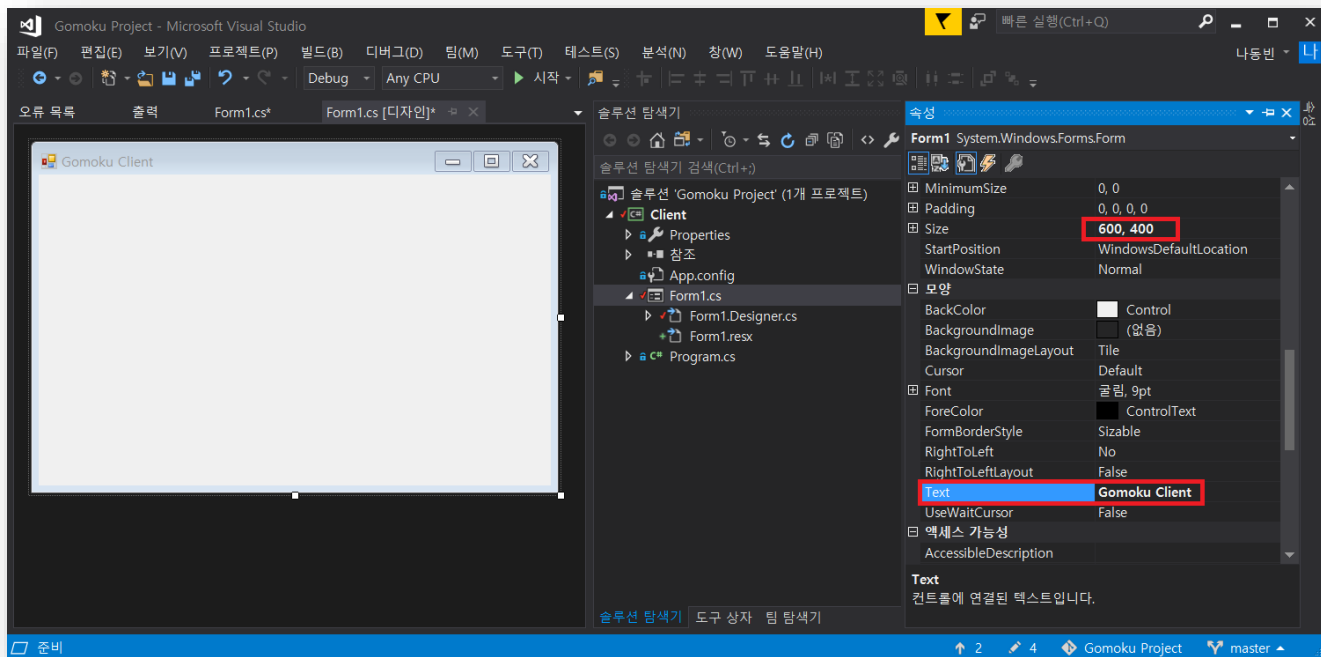 Gomoku Project - Microsoft Visual Studio
빠른 실행(Ctrl+Q)
파일(F) 편집(E) 보기(V) 프로젝트(P) 빌드(B) 디버그(D) 팀(M) 도구(T) 테스트(S) 분석(N) 창(W) 도움말(H)
나동빈 나
Debug Any CPU 시작
오류 목록 출력 Form1.cs* Form1.cs [디자인]*
Gomoku Client
솔루션 탐색기
솔루션 탐색기 검색(Ctrl+;)
솔루션 'Gomoku Project' (1개 프로젝트)
C# Client
Properties
참조
App.config
Form1.cs
Form1.Designer.cs
Form1.resx
C# Program.cs
솔루션 탐색기 도구 상자 팀 탐색기
속성
Form1 System.Windows.Forms.Form
MinimumSize 0, 0
Padding 0, 0, 0, 0
Size 600, 400
StartPosition WindowsDefaultLocation
WindowState Normal
모양
BackColor Control
BackgroundImage (없음)
BackgroundImageLayout Tile
Cursor Default
Font 굴림, 9pt
ForeColor ControlText
FormBorderStyle Sizable
RightToLeft No
RightToLeftLayout False
Text Gomoku Client
UseWaitCursor False
액세스 가능성
AccessibleDescription
Text
컨트롤에 연결된 텍스트입니다.
준비
2 4 Gomoku Project master